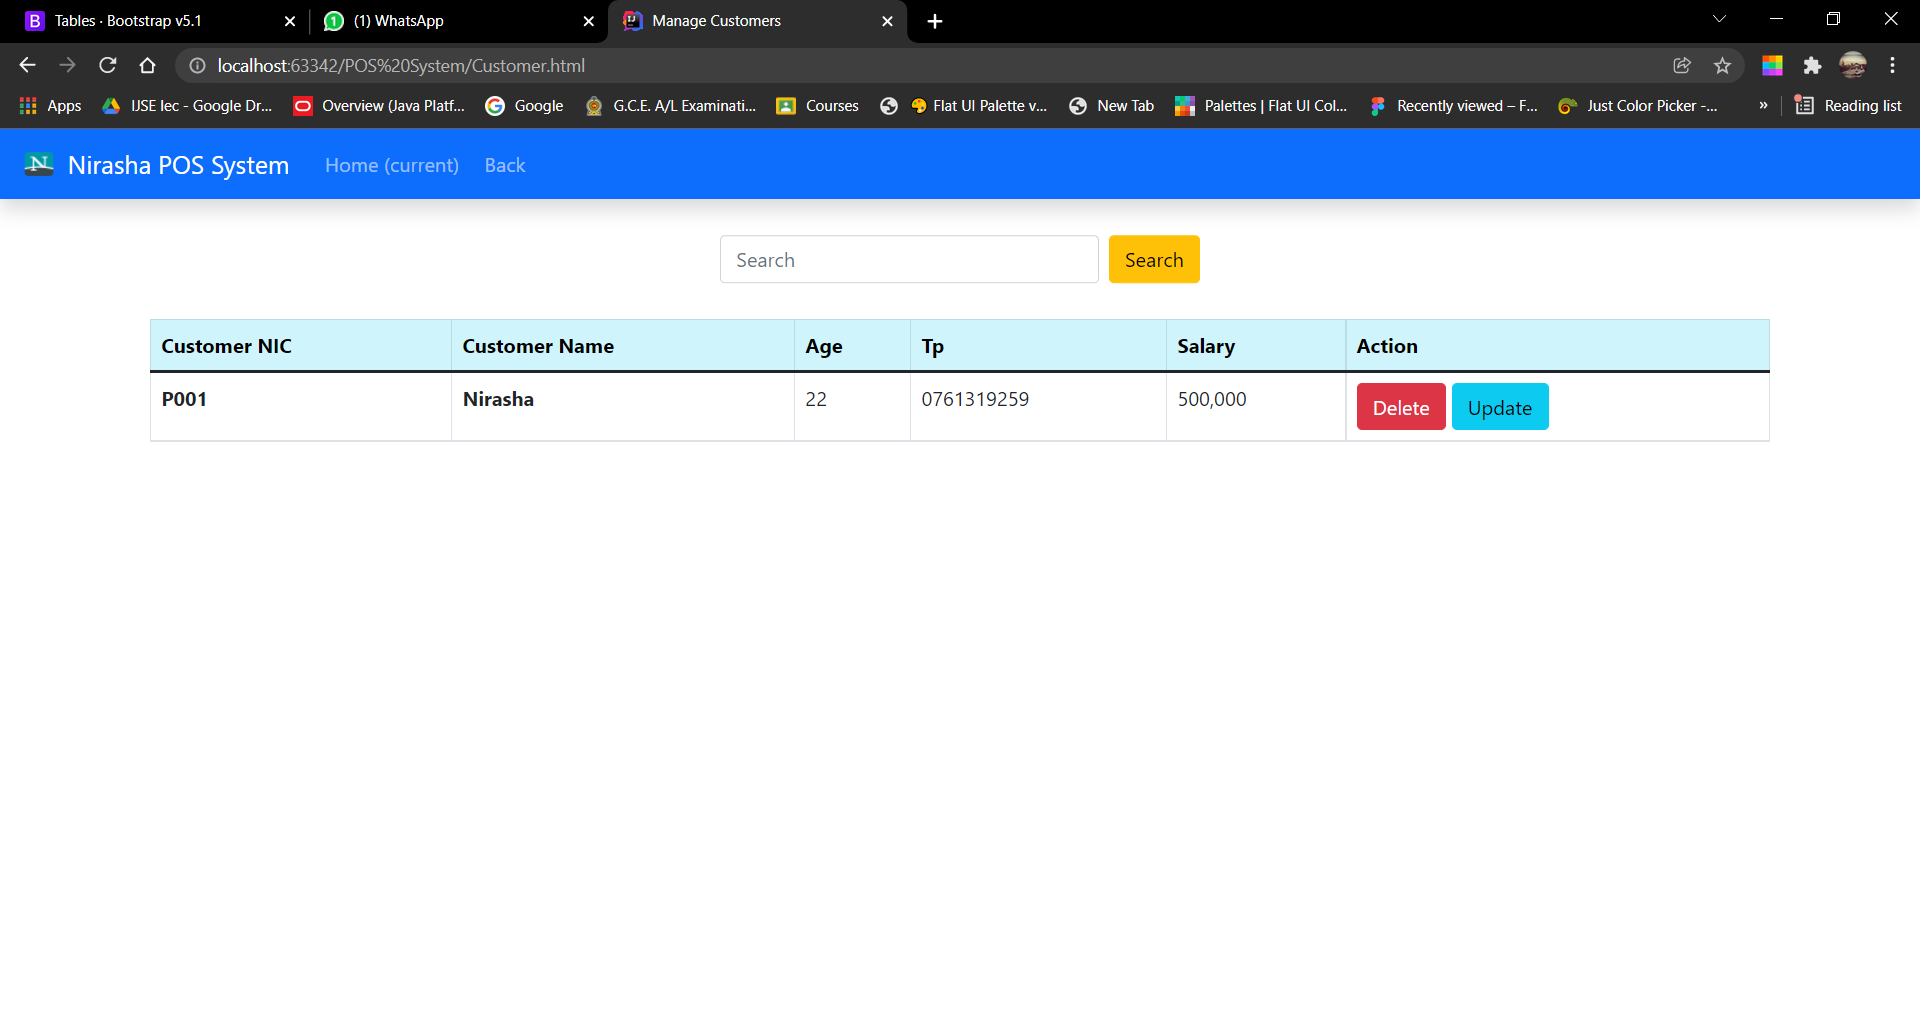 Tables · Bootstrap v5.1
(1) WhatsApp
Manage Customers
localhost:63342/POS%20System/Customer.html
Apps
IJSE lec - Google Dr...
Overview (Java Platf...
Google
G.C.E. A/L Examinati...
Courses
Flat UI Palette v...
New Tab
Palettes | Flat UI Col...
Recently viewed – F...
Just Color Picker -...
»
Reading list
N Nirasha POS System Home (current) Back
Search Search
Customer NIC Customer Name Age Tp Salary Action
P001 Nirasha 22 0761319259 500,000 Delete Update